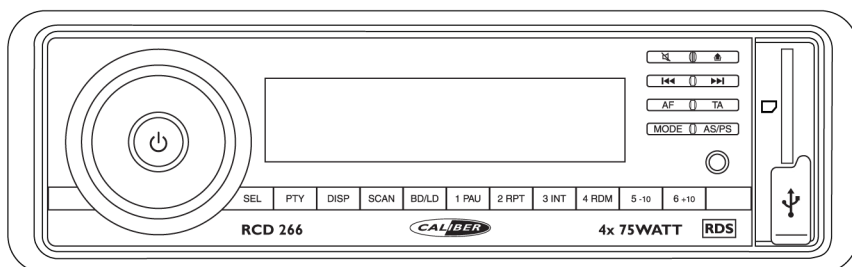 AF TA
MODE AS/PS
SEL PTY DISP SCAN BD/LD 1 PAU 2 RPT 3 INT 4 RDM 5 -10 6 +10
RCD 266 CALIBER 4x 75WATT RDS